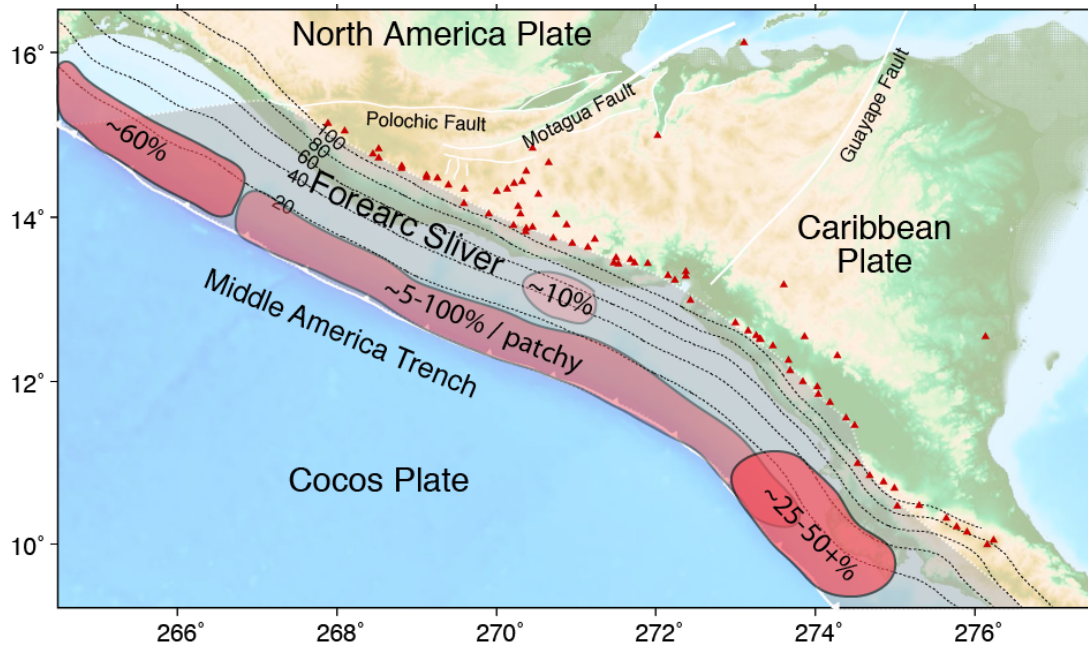 North America Plate
Polochic Fault
Motagua Fault
Guayape Fault
Caribbean
Plate
100
80
60
40
20
Forearc Sliver
~60%
~10%
~5-100% / patchy
~25-50+%
Middle America Trench
Cocos Plate
16°
14°
12°
10°
266°
268°
270°
272°
274°
276°